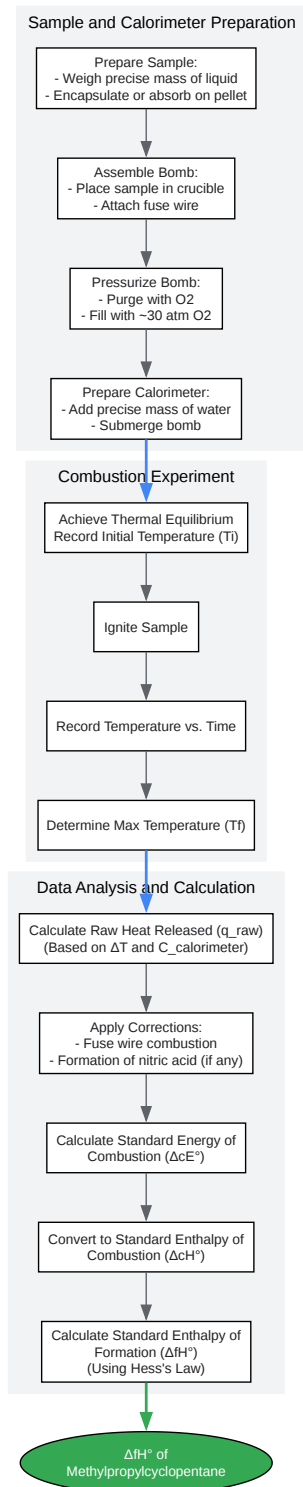 Sample and Calorimeter Preparation
Prepare Sample:
- Weigh precise mass of liquid
- Encapsulate or absorb on pellet
Assemble Bomb:
- Place sample in crucible
- Attach fuse wire
Pressurize Bomb:
- Purge with O2
- Fill with ~30 atm O2
Prepare Calorimeter:
- Add precise mass of water
- Submerge bomb
Combustion Experiment
Achieve Thermal Equilibrium
Record Initial Temperature (Ti)
Ignite Sample
Record Temperature vs. Time
Determine Max Temperature (Tf)
Data Analysis and Calculation
Calculate Raw Heat Released (q_raw)
(Based on ΔT and C_calorimeter)
Apply Corrections:
- Fuse wire combustion
- Formation of nitric acid (if any)
Calculate Standard Energy of
Combustion (ΔcE°)
Convert to Standard Enthalpy of
Combustion (ΔcH°)
Calculate Standard Enthalpy of
Formation (ΔfH°)
(Using Hess's Law)
ΔfH° of
Methylpropylcyclopentane